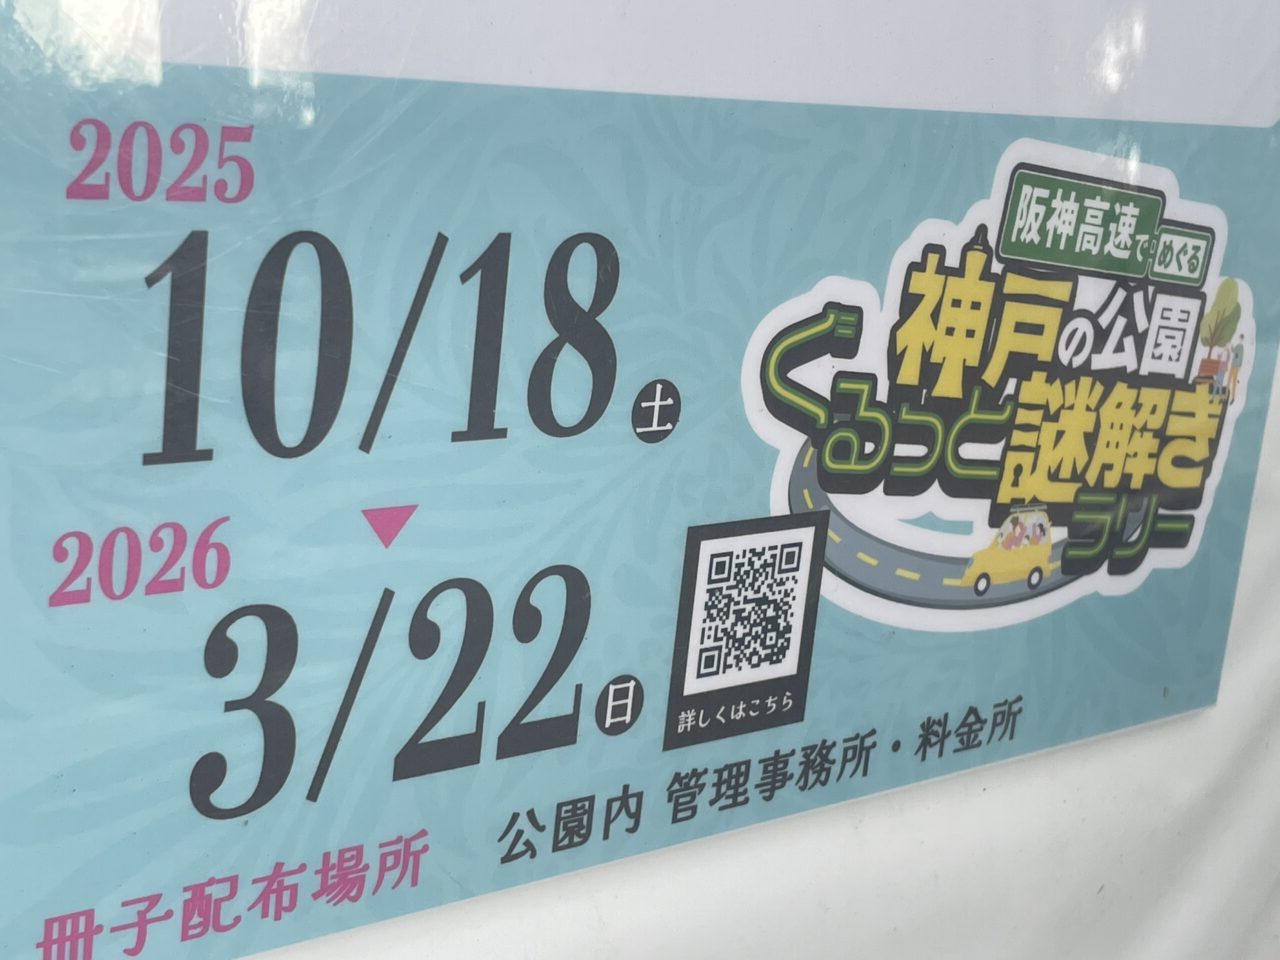 2025
10/18土
2026
3/22日
詳しくはこちら
阪神高速でめぐる
神戸の公園
ぐるっと謎解き
ラリー
冊子配布場所 公園内 管理事務所・料金所